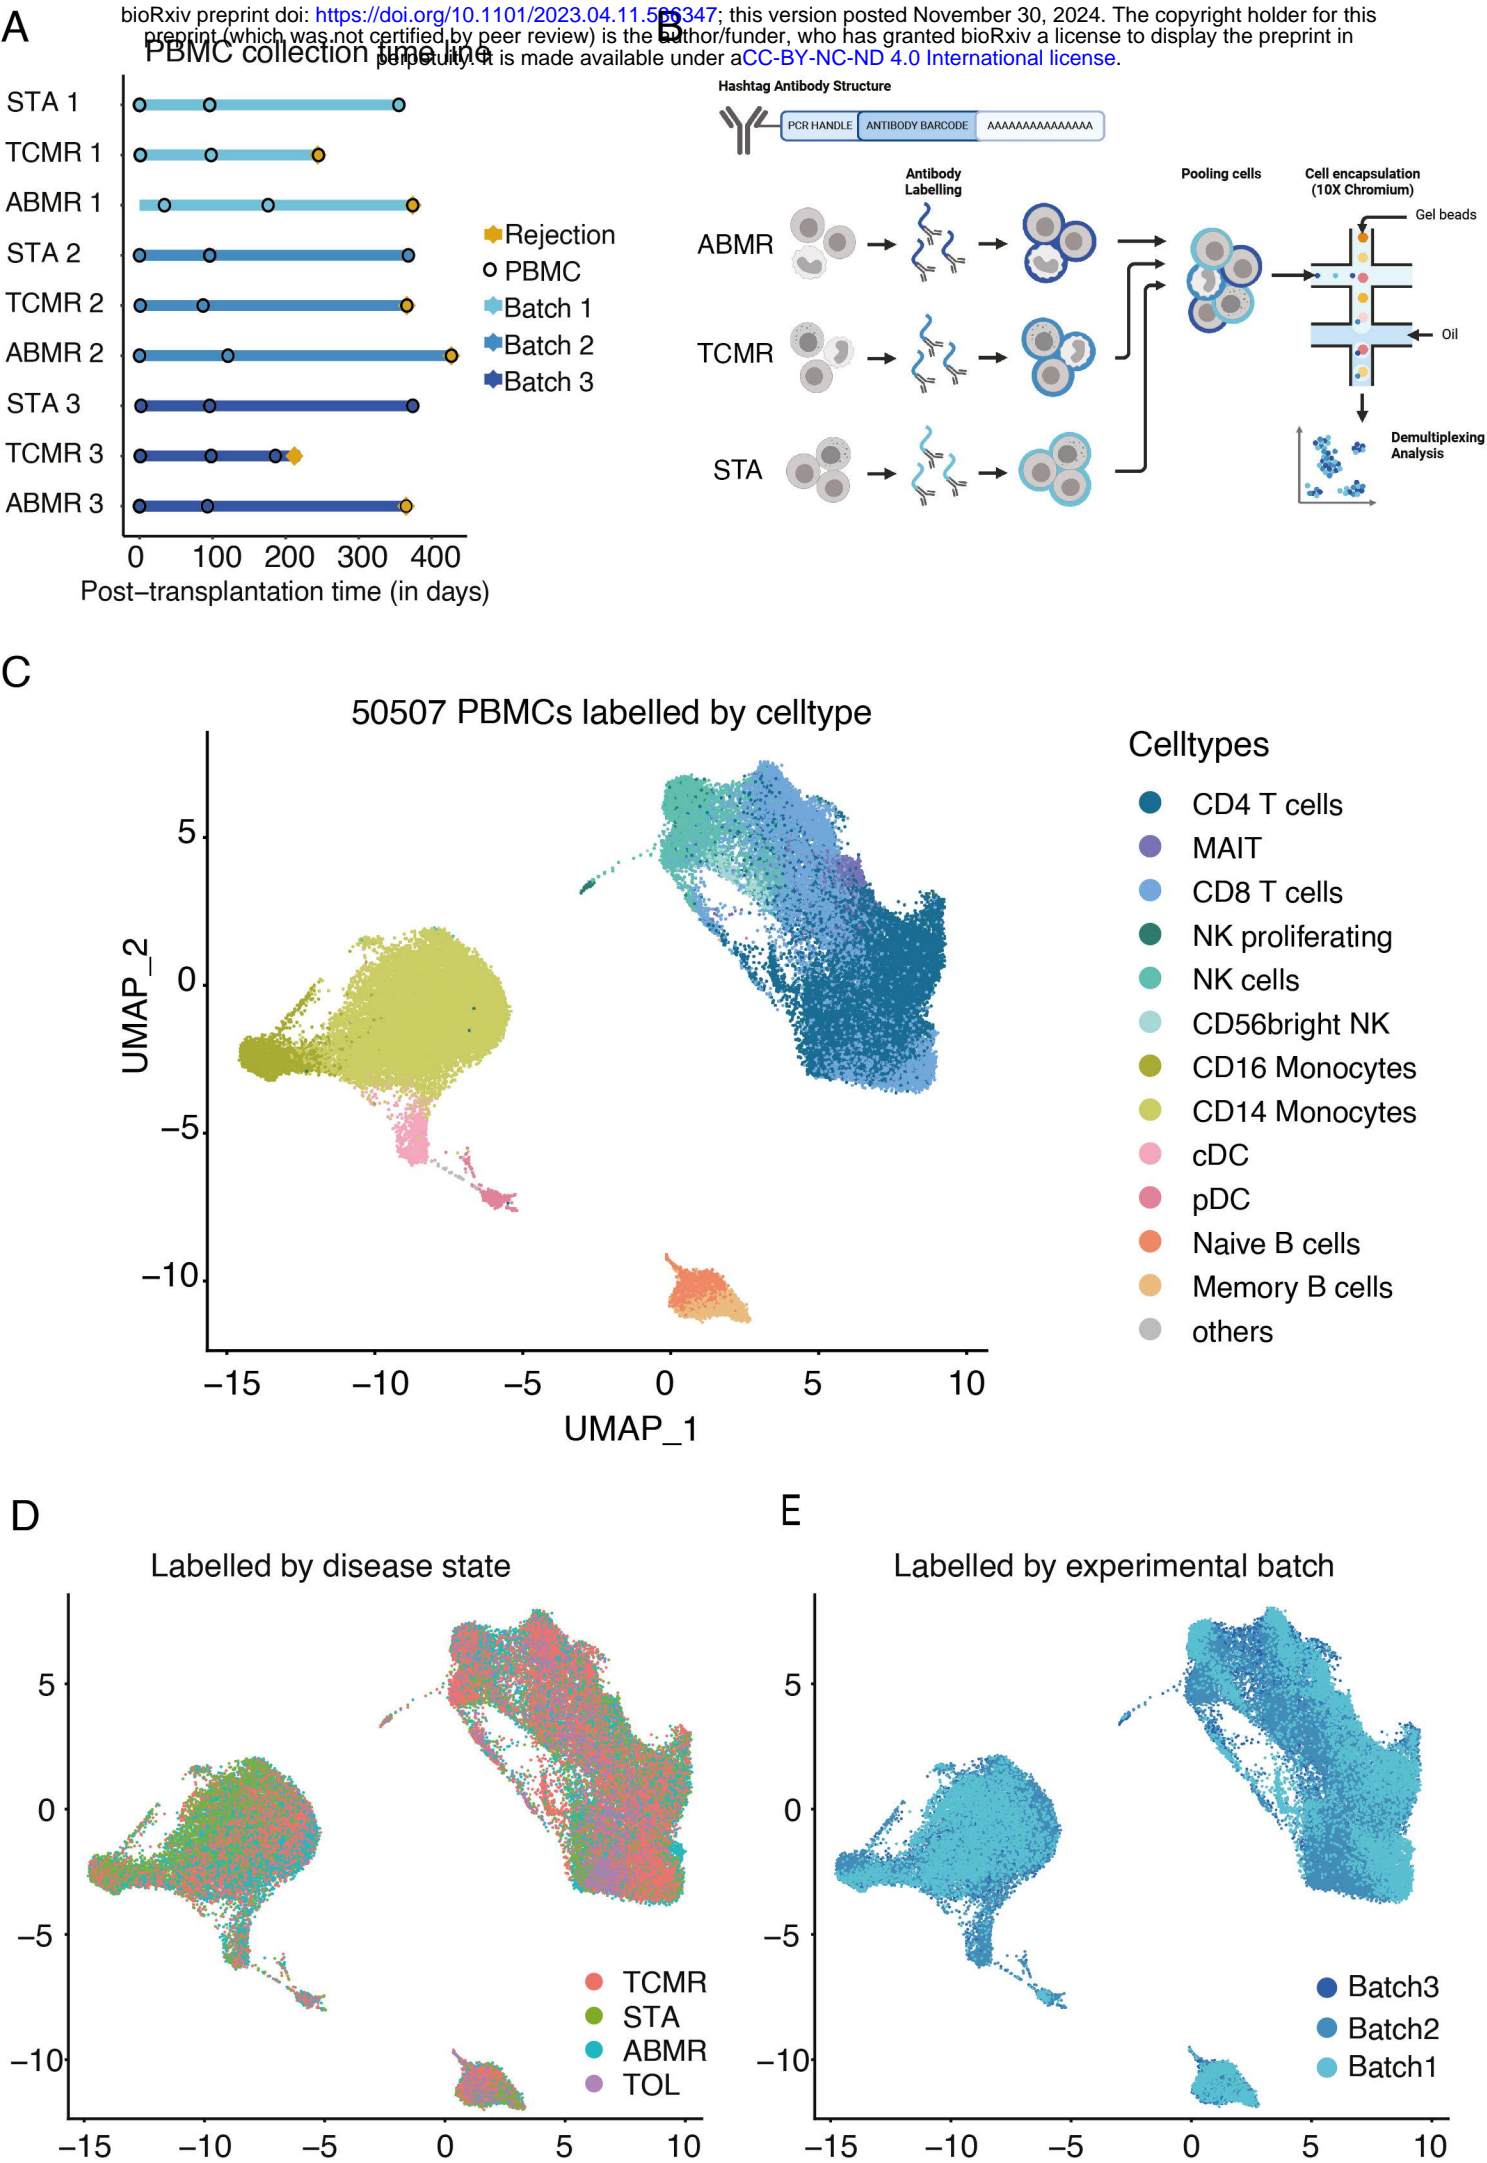 bioRxiv preprint doi: https://doi.org/10.1101/2023.04.11.536347; this version posted November 30, 2024. The copyright holder for this
preprint (which was not certified by peer review) is the author/funder, who has granted bioRxiv a license to display the preprint in
perpetuity. It is made available under aCC-BY-NC-ND 4.0 International license.
A
PBMC collection time line
STA 1
TCMR 1
ABMR 1
STA 2
TCMR 2
ABMR 2
STA 3
TCMR 3
ABMR 3
0 100 200 300 400
Post-transplantation time (in days)
Rejection
PBMC
Batch 1
Batch 2
Batch 3
B
Hashtag Antibody Structure
PCR HANDLE ANTIBODY BARCODE AAAAAAAAAAAAAAA
Antibody
Labelling
Pooling cells
Cell encapsulation
(10X Chromium)
Gel beads
ABMR
TCMR
Oil
STA
Demultiplexing
Analysis
C
50507 PBMCs labelled by celltype
UMAP_2
5
0
−5
−10
−15 −10 −5 0 5 10
UMAP_1
Celltypes
CD4 T cells
MAIT
CD8 T cells
NK proliferating
NK cells
CD56bright NK
CD16 Monocytes
CD14 Monocytes
cDC
pDC
Naive B cells
Memory B cells
others
D
Labelled by disease state
5
0
−5
−10
−15 −10 −5 0 5 10
TCMR
STA
ABMR
TOL
E
Labelled by experimental batch
5
0
−5
−10
−15 −10 −5 0 5 10
Batch3
Batch2
Batch1